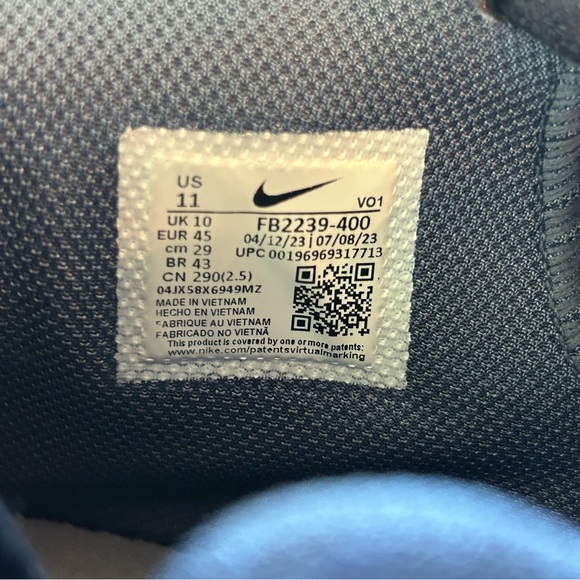 US
11
VO1
UK 10
FB2239-400
EUR 45
04/12/23 | 07/08/23
cm 29
UPC 00196969317713
BR 43
CN 290(2.5)
04JX58X6949MZ
MADE IN VIETNAM
HECHO EN VIETNAM
FABRIQUE AU VIETNAM
FABRICADO NO VIETNÃ
This product is covered by one or more patents:
www.nike.com/patentsvirtualmarking